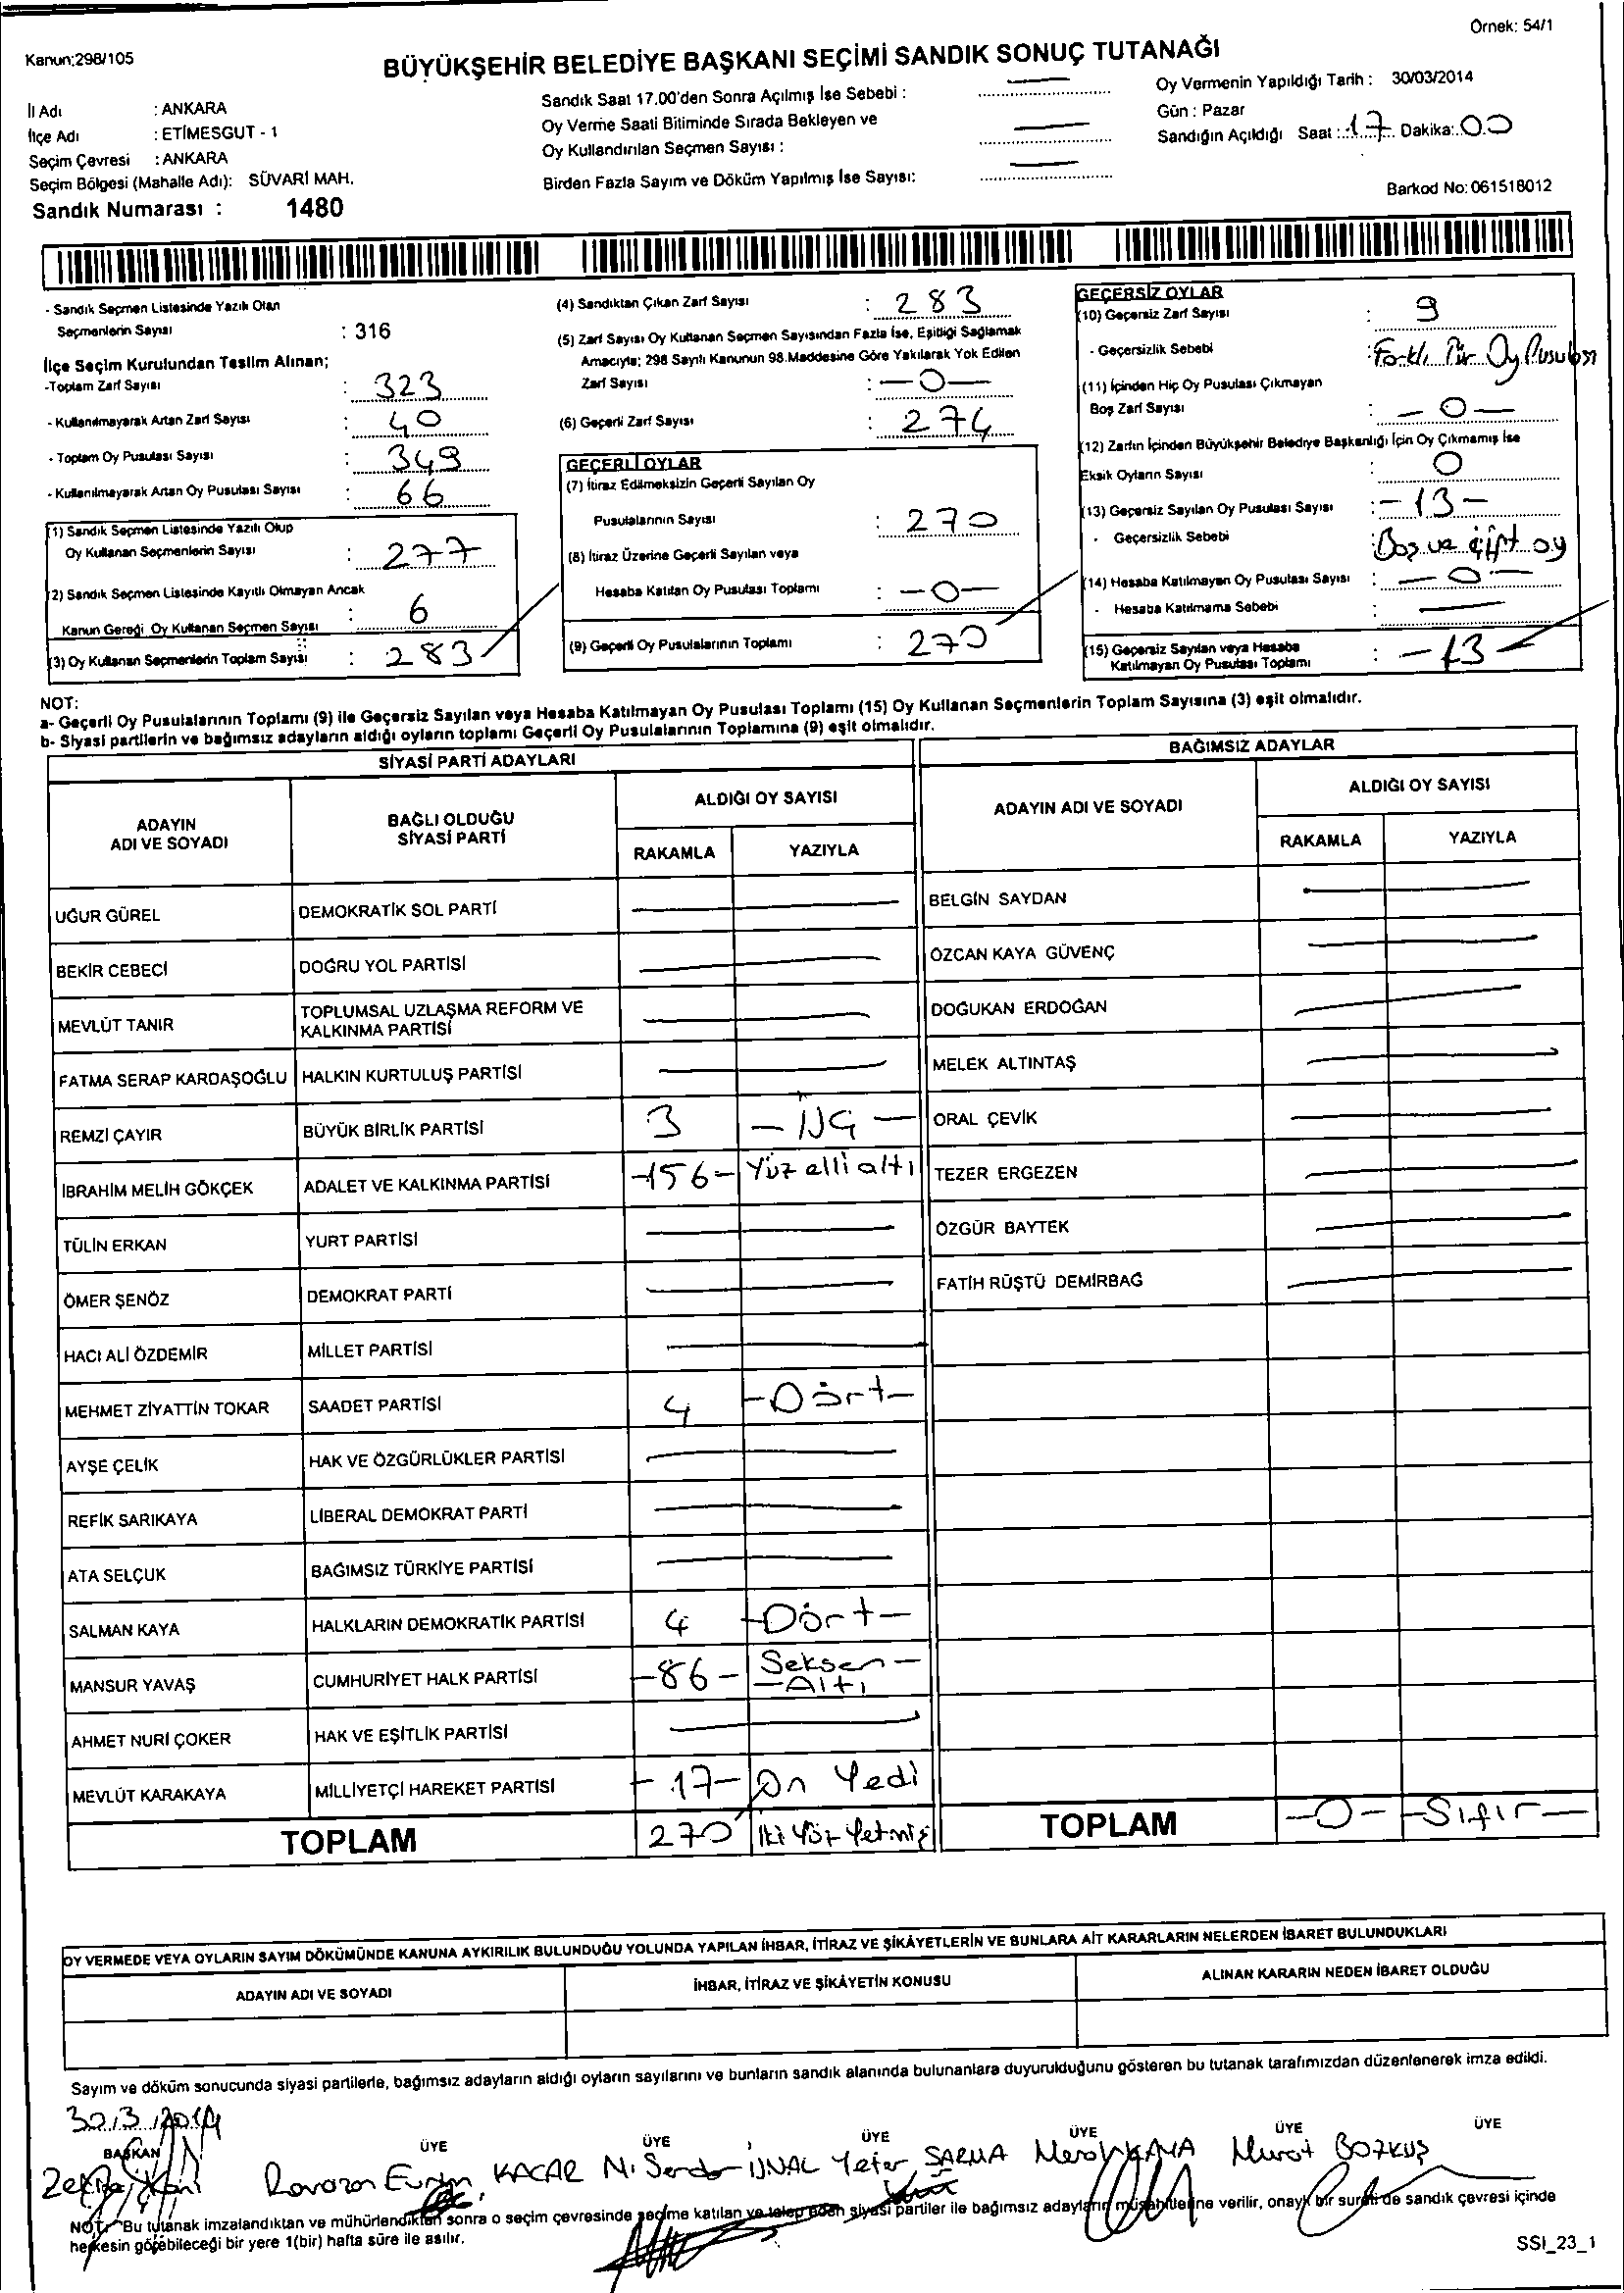 Örnek: 54/1
Kanun:298/105
BÜYÜKŞEHİR BELEDİYE BAŞKANI SEÇİMİ SANDIK SONUÇ TUTANAĞI
İl Adı : ANKARA
İlçe Adı : ETİMESGUT - 1
Seçim Çevresi : ANKARA
Seçim Bölgesi (Mahalle Adı): SÜVARİ MAH.
Sandık Numarası : 1480
Sandık Saat 17.00'den Sonra Açılmış İse Sebebi :
Oy Verme Saati Bitiminde Sırada Bekleyen ve
Oy Kullandırılan Seçmen Sayısı :
Birden Fazla Sayım ve Döküm Yapılmış İse Sayısı:
Oy Vermenin Yapıldığı Tarih : 30/03/2014
Gün : Pazar
Sandığın Açıldığı Saat : 17 Dakika: 00
Barkod No: 061518012
- Sandık Seçmen Listesinde Yazılı Olan
Seçmenlerin Sayısı : 316
İlçe Seçim Kurulundan Teslim Alınan;
-Toplam Zarf Sayısı : 323
- Kullanılmayarak Artan Zarf Sayısı : 40
- Toplam Oy Pusulası Sayısı : 349
- Kullanılmayarak Artan Oy Pusulası Sayısı : 66
(1) Sandık Seçmen Listesinde Yazılı Olup
Oy Kullanan Seçmenlerin Sayısı : 277
(2) Sandık Seçmen Listesinde Kayıtlı Olmayan Ancak
Kanun Gereği Oy Kullanan Seçmen Sayısı : 6
(3) Oy Kullanan Seçmenlerin Toplam Sayısı : 283
(4) Sandıktan Çıkan Zarf Sayısı : 283
(5) Zarf Sayısı Oy Kullanan Seçmen Sayısından Fazla İse, Eşitliği Sağlamak
Amacıyla; 298 Sayılı Kanunun 98.Maddesine Göre Yakılarak Yok Edilen
Zarf Sayısı : -0-
(6) Geçerli Zarf Sayısı : 274
GEÇERLİ OYLAR
(7) İtiraz Edilmeksizin Geçerli Sayılan Oy
Pusulalarının Sayısı : 270
(8) İtiraz Üzerine Geçerli Sayılan veya
Hesaba Katılan Oy Pusulası Toplamı : -0-
(9) Geçerli Oy Pusulalarının Toplamı : 270
GEÇERSİZ OYLAR
(10) Geçersiz Zarf Sayısı : 9
- Geçersizlik Sebebi : Farklı Tür Oy Pusulası
(11) İçinden Hiç Oy Pusulası Çıkmayan
Boş Zarf Sayısı : -0-
(12) Zarfın İçinden Büyükşehir Belediye Başkanlığı İçin Oy Çıkmamış İse
Eksik Oyların Sayısı : 0
(13) Geçersiz Sayılan Oy Pusulası Sayısı : -13-
- Geçersizlik Sebebi : Boş ve çift oy
(14) Hesaba Katılmayan Oy Pusulası Sayısı : -0-
- Hesaba Katılmama Sebebi :
(15) Geçersiz Sayılan veya Hesaba
Katılmayan Oy Pusulası Toplamı : -13
NOT:
a- Geçerli Oy Pusulalarının Toplamı (9) ile Geçersiz Sayılan veya Hesaba Katılmayan Oy Pusulası Toplamı (15) Oy Kullanan Seçmenlerin Toplam Sayısına (3) eşit olmalıdır.
b- Siyasi partilerin ve bağımsız adayların aldığı oyların toplamı Geçerli Oy Pusulalarının Toplamına (9) eşit olmalıdır.
SİYASİ PARTİ ADAYLARI
ADAYIN ADI VE SOYADI
BAĞLI OLDUĞU SİYASİ PARTİ
ALDIĞI OY SAYISI
RAKAMLA YAZIYLA
UĞUR GÜREL DEMOKRATİK SOL PARTİ
BEKİR CEBECİ DOĞRU YOL PARTİSİ
MEVLÜT TANIR TOPLUMSAL UZLAŞMA REFORM VE KALKINMA PARTİSİ
FATMA SERAP KARDAŞOĞLU HALKIN KURTULUŞ PARTİSİ
REMZİ ÇAYIR BÜYÜK BİRLİK PARTİSİ 3 - ÜÇ -
İBRAHİM MELİH GÖKÇEK ADALET VE KALKINMA PARTİSİ -156- Yüz elli altı
TÜLİN ERKAN YURT PARTİSİ
ÖMER ŞENÖZ DEMOKRAT PARTİ
HACI ALİ ÖZDEMİR MİLLET PARTİSİ
MEHMET ZİYATTİN TOKAR SAADET PARTİSİ 4 -Dört-
AYŞE ÇELİK HAK VE ÖZGÜRLÜKLER PARTİSİ
REFİK SARIKAYA LİBERAL DEMOKRAT PARTİ
ATA SELÇUK BAĞIMSIZ TÜRKİYE PARTİSİ
SALMAN KAYA HALKLARIN DEMOKRATİK PARTİSİ 4 -Dört-
MANSUR YAVAŞ CUMHURİYET HALK PARTİSİ -86- Seksen - -Altı
AHMET NURİ ÇOKER HAK VE EŞİTLİK PARTİSİ
MEVLÜT KARAKAYA MİLLİYETÇİ HAREKET PARTİSİ -17- On Yedi
TOPLAM 270 İki Yüz Yetmiş
BAĞIMSIZ ADAYLAR
ADAYIN ADI VE SOYADI
ALDIĞI OY SAYISI
RAKAMLA YAZIYLA
BELGİN SAYDAN
ÖZCAN KAYA GÜVENÇ
DOĞUKAN ERDOĞAN
MELEK ALTINTAŞ
ORAL ÇEVİK
TEZER ERGEZEN
ÖZGÜR BAYTEK
FATİH RÜŞTÜ DEMİRBAĞ
TOPLAM -0- -Sıfır-
OY VERMEDE VEYA OYLARIN SAYIM DÖKÜMÜNDE KANUNA AYKIRILIK BULUNDUĞU YOLUNDA YAPILAN İHBAR, İTİRAZ VE ŞİKÂYETLERİN VE BUNLARA AİT KARARLARIN NELERDEN İBARET BULUNDUKLARI
ADAYIN ADI VE SOYADI İHBAR, İTİRAZ VE ŞİKÂYETİN KONUSU ALINAN KARARIN NEDEN İBARET OLDUĞU
Sayım ve döküm sonucunda siyasi partilerle, bağımsız adayların aldığı oyların sayılarını ve bunların sandık alanında bulunanlara duyurulduğunu gösteren bu tutanak tarafımızdan düzenlenerek imza edildi.
30.3.2014
BAŞKAN ÜYE ÜYE ÜYE ÜYE ÜYE ÜYE
KACAR ÜNAL Yeter SARMA Meral KAYA Murat BOZKUŞ
NOT: Bu tutanak imzalandıktan ve mühürlendikten sonra o seçim çevresinde seçime katılan ve talep eden siyasi partiler ile bağımsız adayların müşahitlerine verilir, onaylı bir sureti de sandık çevresi içinde
herkesin görebileceği bir yere 1(bir) hafta süre ile asılır.
SSI_23_1